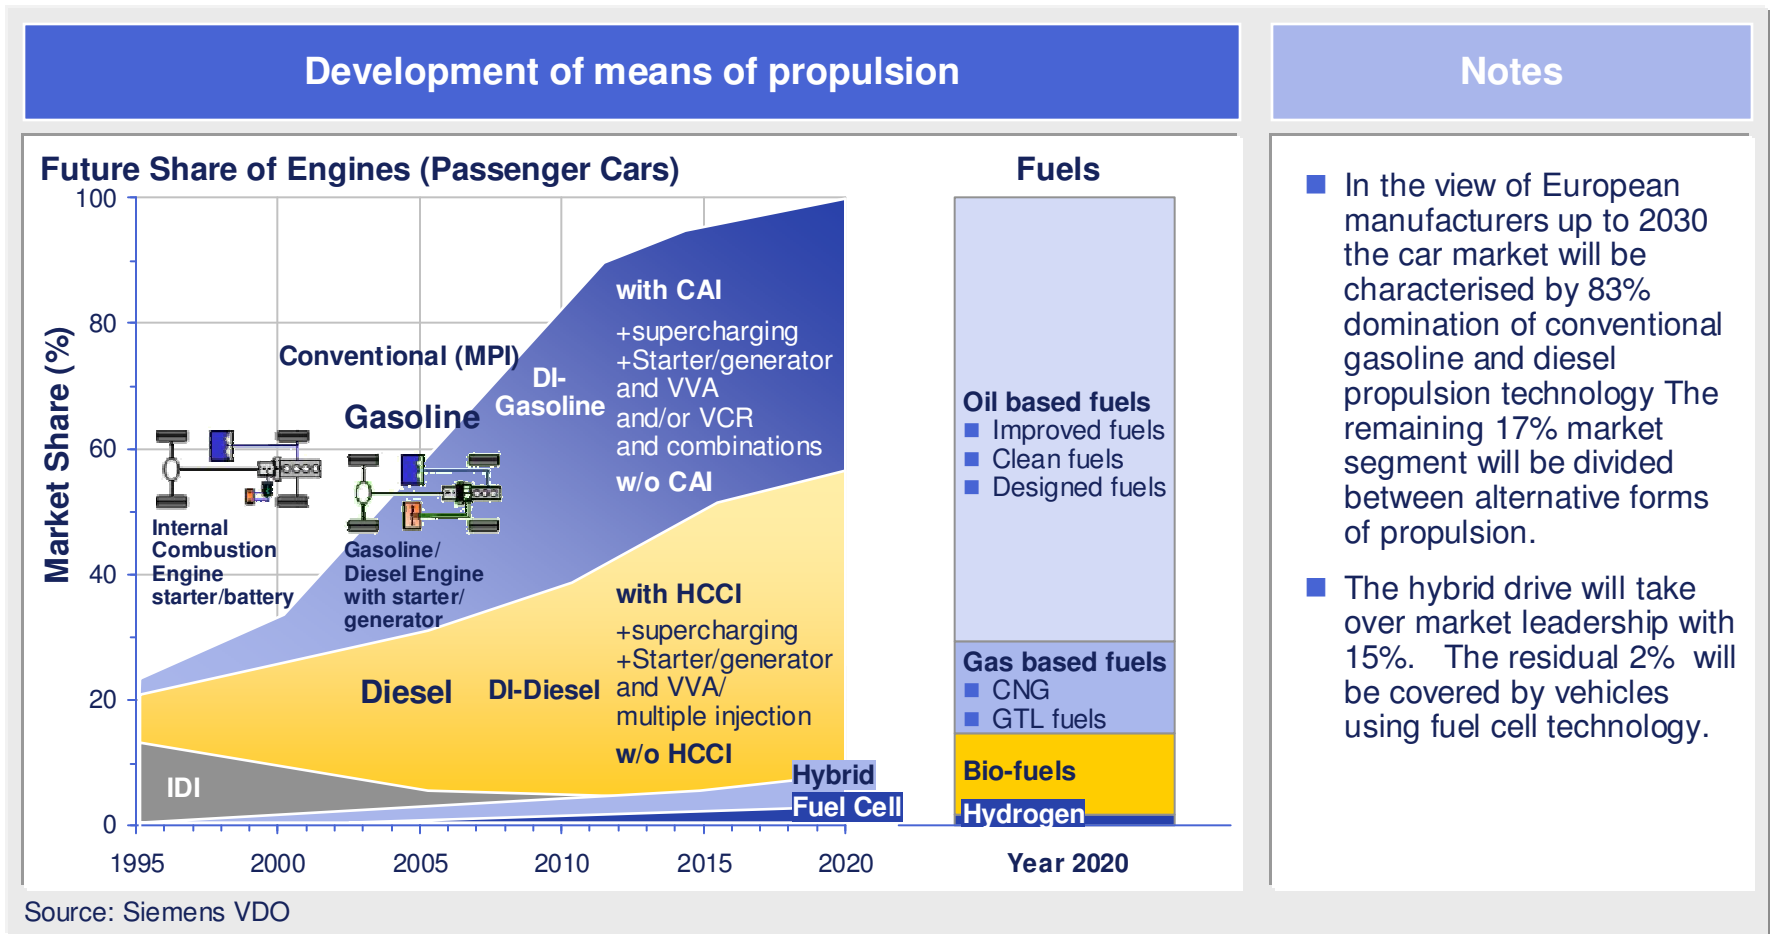 Development of means of propulsion
Notes
Future Share of Engines (Passenger Cars)
Fuels
Market Share (%)
100
80
60
40
20
0
1995
2000
2005
2010
2015
2020
Conventional (MPI)
Gasoline
DI-
Gasoline
with CAI
+supercharging
+Starter/generator
and VVA
and/or VCR
and combinations
w/o CAI
Internal
Combustion
Engine
starter/battery
Gasoline/
Diesel Engine
with starter/
generator
Diesel
DI-Diesel
with HCCI
+supercharging
+Starter/generator
and VVA/
multiple injection
w/o HCCI
IDI
Hybrid
Fuel Cell
Oil based fuels
Improved fuels
Clean fuels
Designed fuels
Gas based fuels
CNG
GTL fuels
Bio-fuels
Hydrogen
Year 2020
In the view of European
manufacturers up to 2030
the car market will be
characterised by 83%
domination of conventional
gasoline and diesel
propulsion technology The
remaining 17% market
segment will be divided
between alternative forms
of propulsion.
The hybrid drive will take
over market leadership with
15%. The residual 2% will
be covered by vehicles
using fuel cell technology.
Source: Siemens VDO